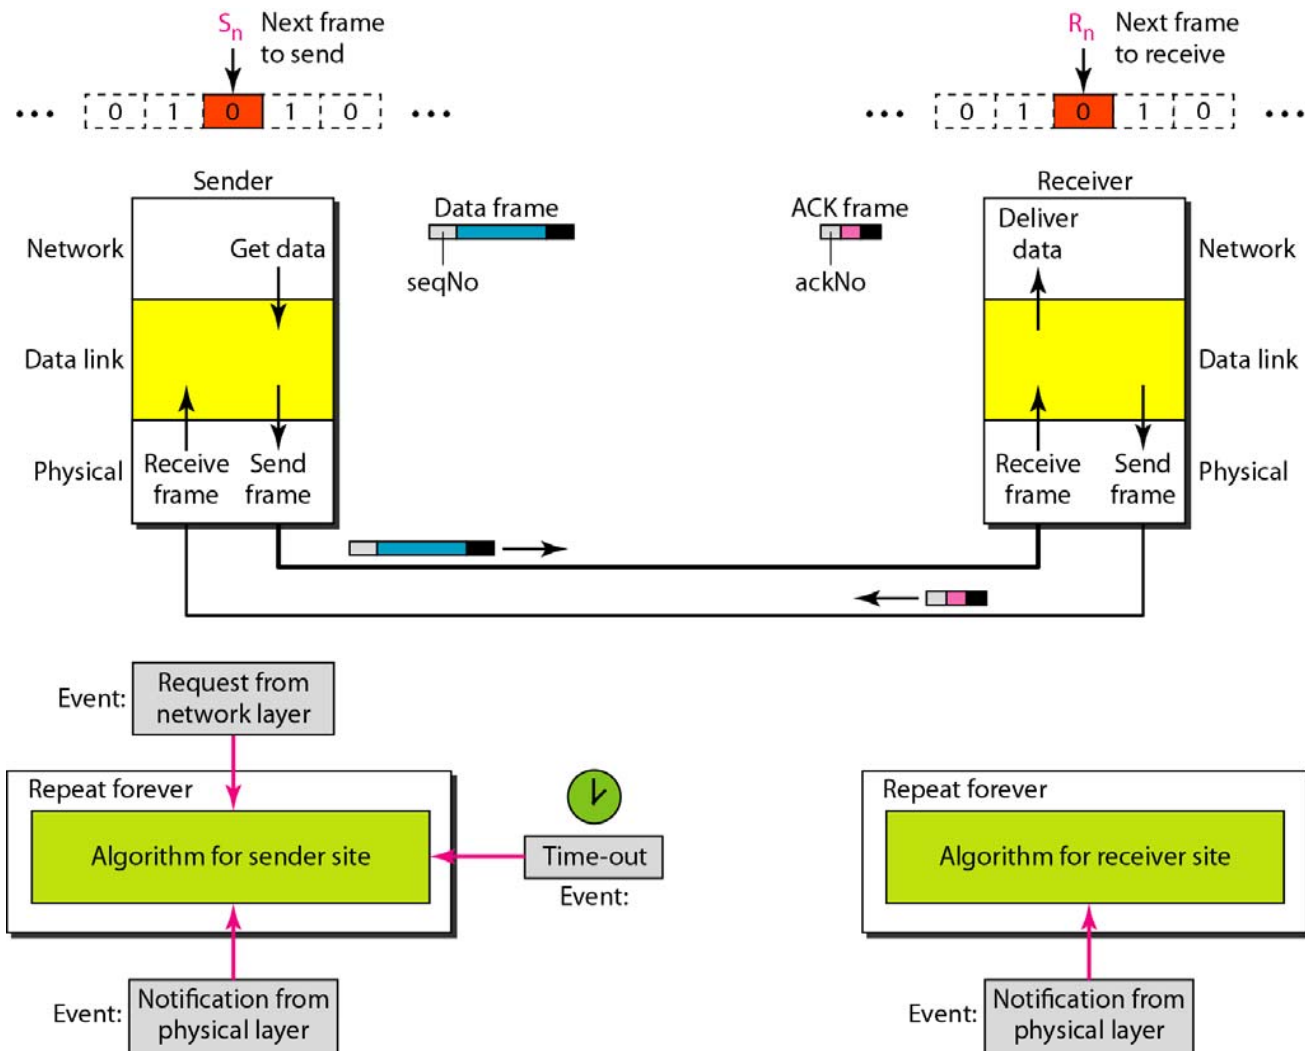 Sn Next frame
to send
Rn Next frame
to receive
... 0 1 0 1 0 ...
... 0 1 0 1 0 ...
Sender
Receiver
Data frame
seqNo
ACK frame
ackNo
Network
Get data
Deliver
data
Network
Data link
Data link
Physical
Receive
frame
Send
frame
Receive
frame
Send
frame
Physical
Event:
Request from
network layer
Repeat forever
Algorithm for sender site
Time-out
Event:
Repeat forever
Algorithm for receiver site
Event:
Notification from
physical layer
Event:
Notification from
physical layer